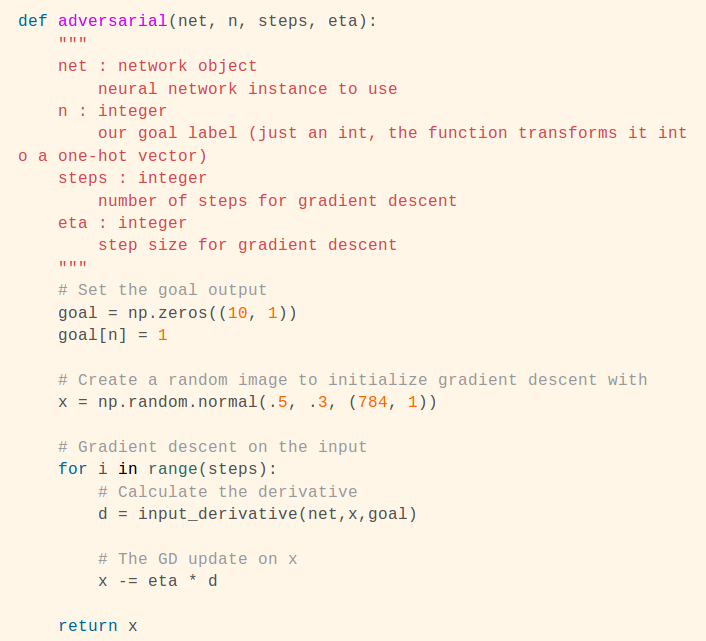 def adversarial(net, n, steps, eta):
    """
    net : network object
        neural network instance to use
    n : integer
        our goal label (just an int, the function transforms it int
o a one-hot vector)
    steps : integer
        number of steps for gradient descent
    eta : integer
        step size for gradient descent
    """
    # Set the goal output
    goal = np.zeros((10, 1))
    goal[n] = 1

    # Create a random image to initialize gradient descent with
    x = np.random.normal(.5, .3, (784, 1))

    # Gradient descent on the input
    for i in range(steps):
        # Calculate the derivative
        d = input_derivative(net,x,goal)

        # The GD update on x
        x -= eta * d

    return x